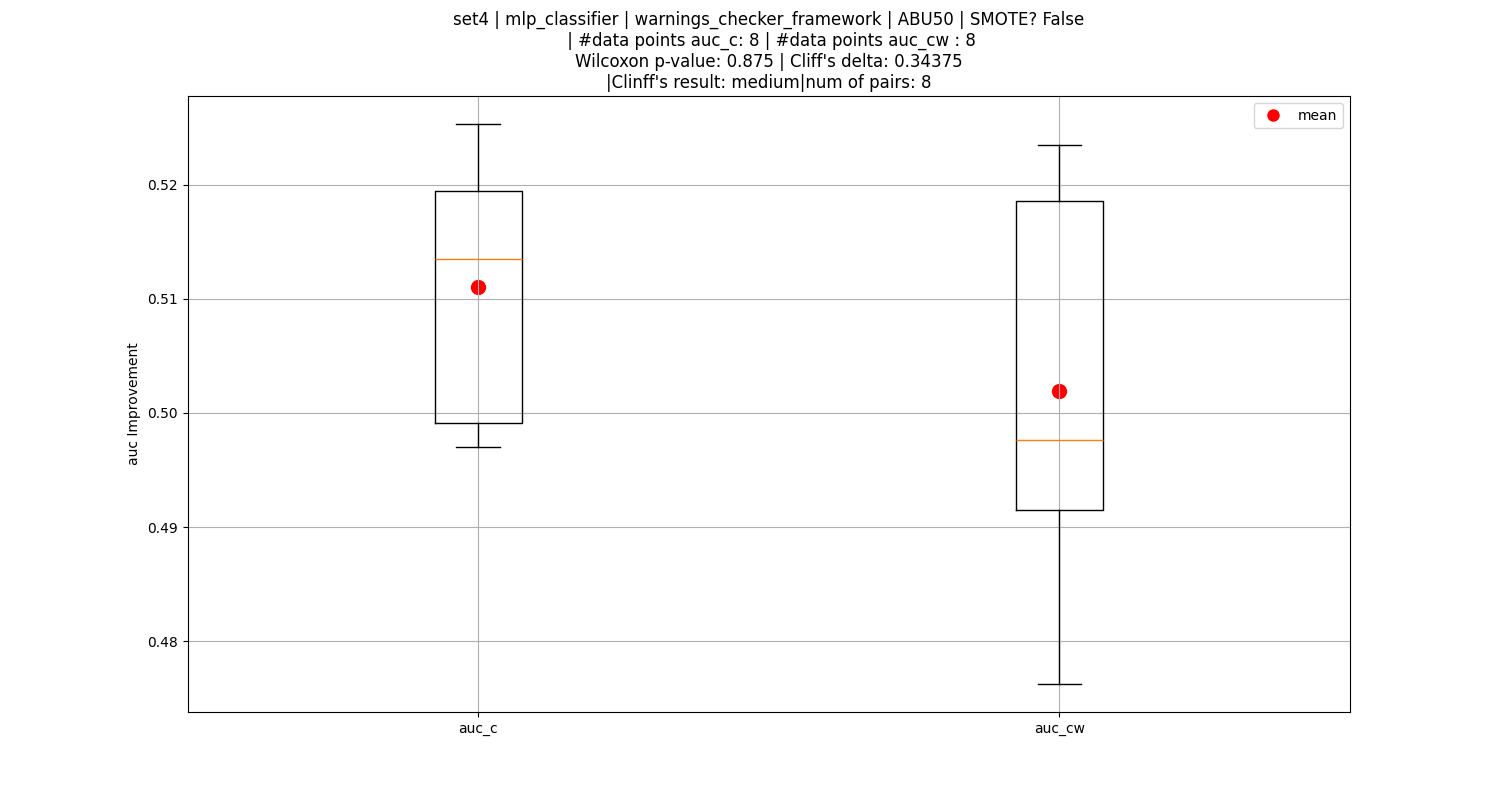 set4 | mlp_classifier | warnings_checker_framework | ABU50 | SMOTE? False
| #data points auc_c: 8 | #data points auc_cw : 8
Wilcoxon p-value: 0.875 | Cliff's delta: 0.34375
|Clinff's result: medium|num of pairs: 8
mean
0.52
0.51
0.50
0.49
0.48
auc Improvement
auc_c
auc_cw